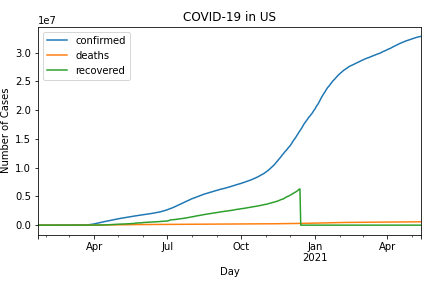 COVID-19 in US
1e7
confirmed
deaths
recovered
Number of Cases
3.0
2.5
2.0
1.5
1.0
0.5
0.0
Apr
Jul
Oct
Jan
2021
Apr
Day